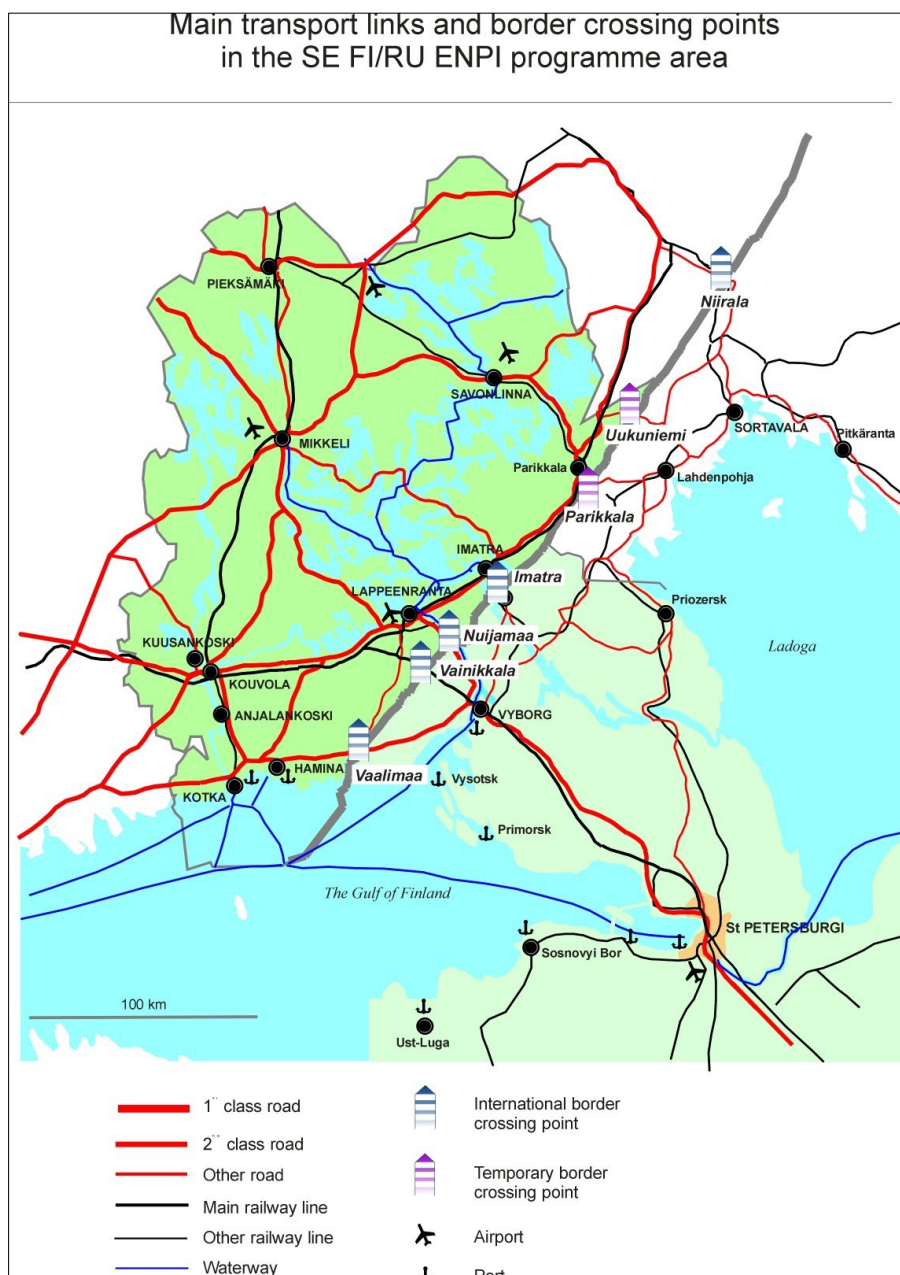 Main transport links and border crossing points
in the SE FI/RU ENPI programme area
PIEKSÄMÄKI
Niirala
SAVONLINNA
SORTAVALA
Uukuniemi
Pitkäranta
MIKKELI
Parikkala
Lahdenpohja
Parikkala
IMATRA
Imatra
LAPPEENRANTA
Priozersk
Nuijamaa
Ladoga
KUUSANKOSKI
Vainikkala
KOUVOLA
VYBORG
ANJALANKOSKI
HAMINA
Vaalimaa
Vysotsk
KOTKA
Primorsk
The Gulf of Finland
St PETERSBURGI
Sosnovyi Bor
100 km
Ust-Luga
1¨ class road
International border
crossing point
2¨ class road
Other road
Temporary border
crossing point
Main railway line
Other railway line
Airport
Waterway
Port